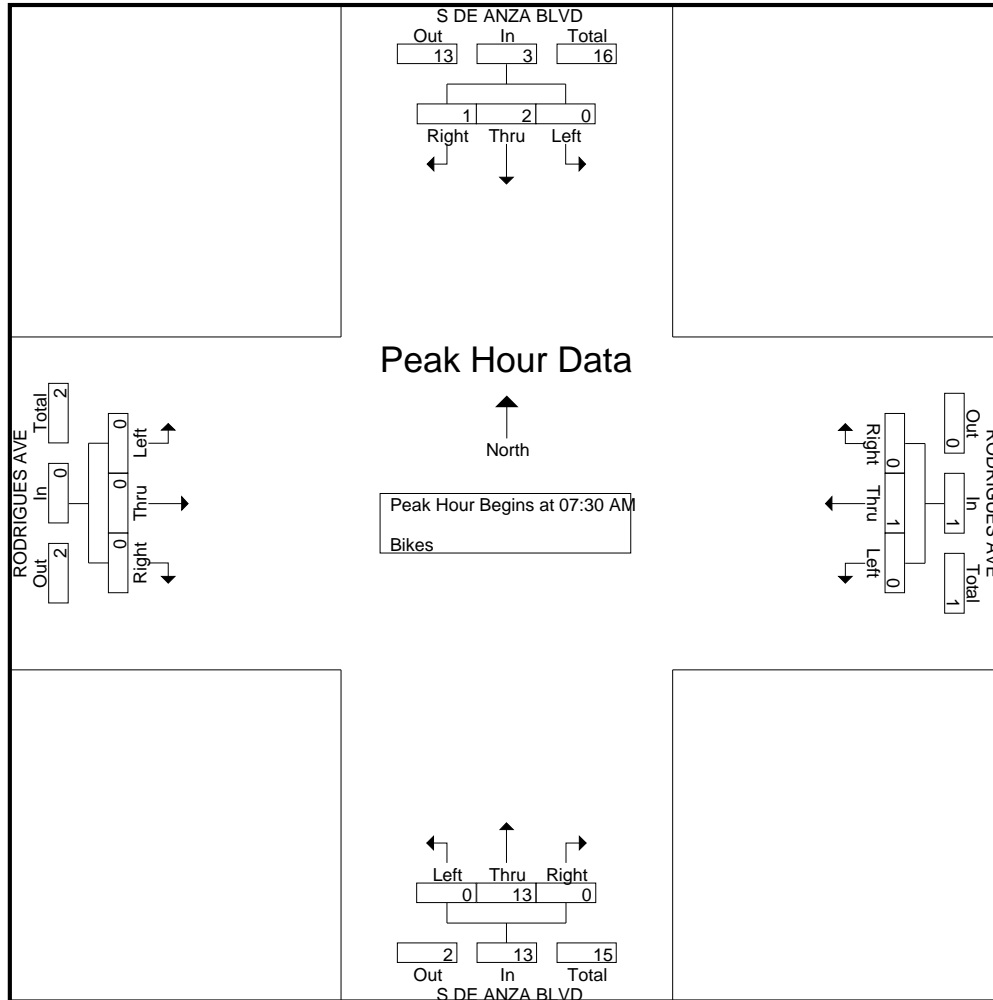 S DE ANZA BLVD
Out In Total
13 3 16
1 2 0
Right Thru Left
Peak Hour Data
North
Peak Hour Begins at 07:30 AM
Bikes
RODRIGUES AVE
Out In Total
2 0 2
Left Thru Right
0 0 0
RODRIGUES AVE
Out In Total
0 1 1
Right Thru Left
0 1 0
Left Thru Right
0 13 0
2 13 15
Out In Total
S DE ANZA BLVD